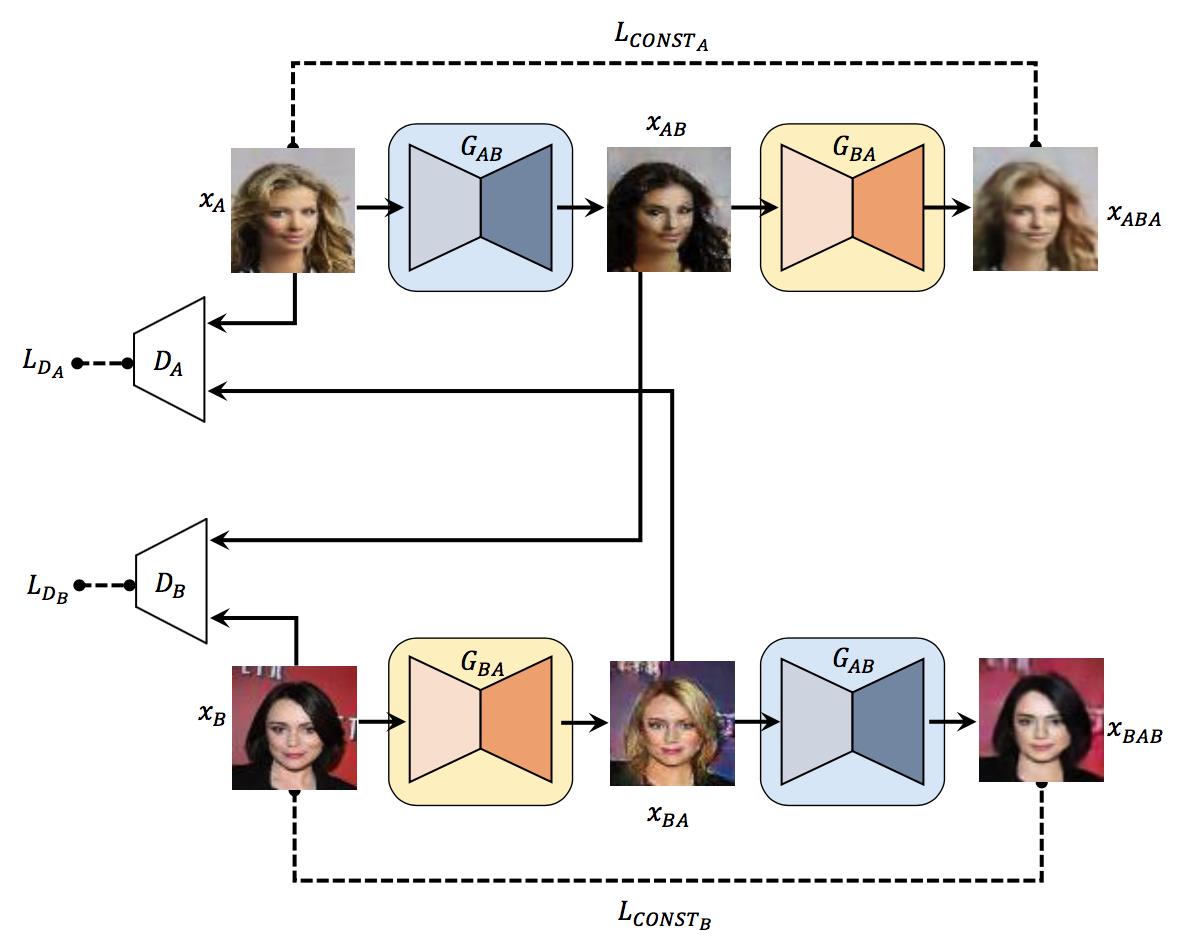 L_{CONST_A}
x_{AB}
x_A
G_{AB}
G_{BA}
x_{ABA}
L_{D_A}
D_A
L_{D_B}
D_B
x_B
G_{BA}
G_{AB}
x_{BAB}
x_{BA}
L_{CONST_B}